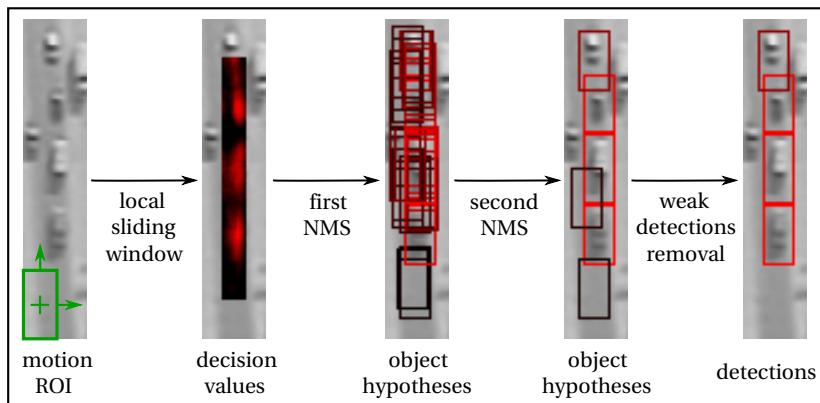 local
sliding
window
first
NMS
second
NMS
weak
detections
removal
motion
ROI
decision
values
object
hypotheses
object
hypotheses
detections